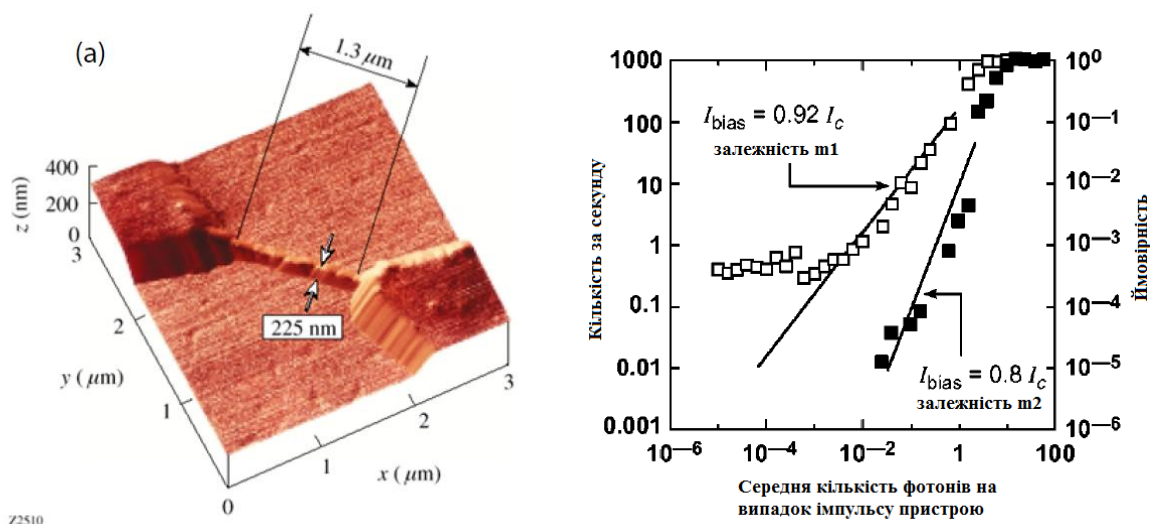 (a)
1.3 μm
400
200
0
z (nm)
3
2
1
y (μm)
225 nm
3
2
1
0
x (μm)
Z2510
1000
100
10
1
0.1
0.01
0.001
Кількість за секунду
I_bias = 0.92 I_c
залежність m1
I_bias = 0.8 I_c
залежність m2
10⁰
10⁻¹
10⁻²
10⁻³
10⁻⁴
10⁻⁵
10⁻⁶
Ймовірність
10⁻⁶ 10⁻⁴ 10⁻² 1 100
Середня кількість фотонів на
випадок імпульсу пристрою